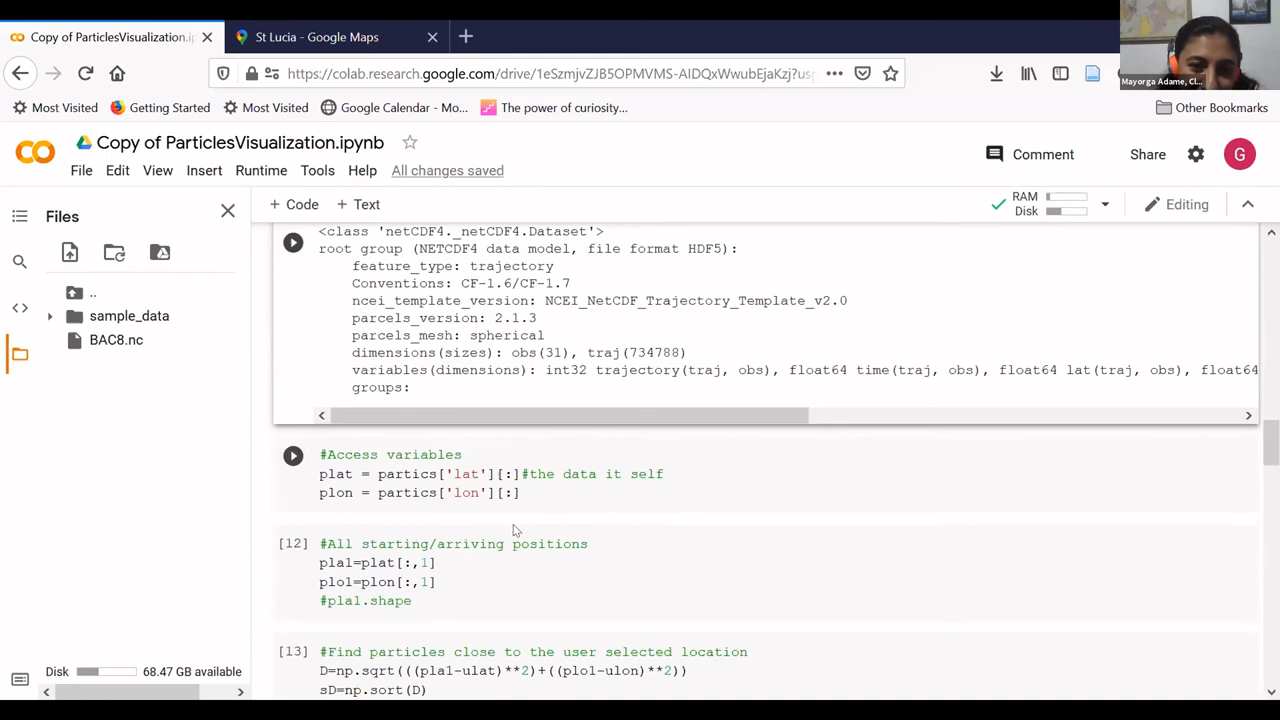 Copy of ParticlesVisualization.i
St Lucia - Google Maps
https://colab.research.google.com/drive/1eSzmjvZJB5OPMVMS-AIDQxWwubEjaKzj?usp
Mayorga Adame, Cl...
Most Visited
Getting Started
Most Visited
Google Calendar - Mo...
The power of curiosity...
Other Bookmarks
Copy of ParticlesVisualization.ipynb
File Edit View Insert Runtime Tools Help All changes saved
Comment
Share
G
Files
+ Code + Text
RAM
Disk
Editing
..
sample_data
BAC8.nc
<class 'netCDF4._netCDF4.Dataset'>
root group (NETCDF4 data model, file format HDF5):
feature_type: trajectory
Conventions: CF-1.6/CF-1.7
ncei_template_version: NCEI_NetCDF_Trajectory_Template_v2.0
parcels_version: 2.1.3
parcels_mesh: spherical
dimensions(sizes): obs(31), traj(734788)
variables(dimensions): int32 trajectory(traj, obs), float64 time(traj, obs), float64 lat(traj, obs), float64
groups:
#Access variables
plat = partics['lat'][:]#the data it self
plon = partics['lon'][:]
[12] #All starting/arriving positions
pla1=plat[:,1]
plo1=plon[:,1]
#pla1.shape
[13] #Find particles close to the user selected location
D=np.sqrt(((pla1-ulat)**2)+((plo1-ulon)**2))
sD=np.sort(D)
Disk 68.47 GB available